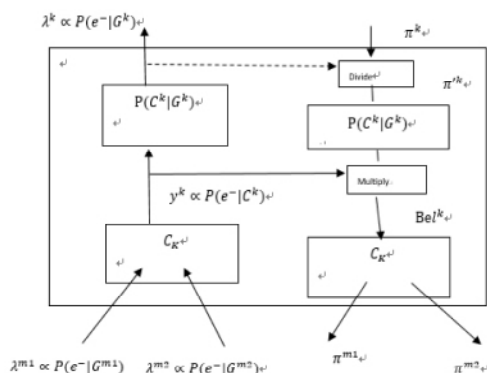 λ^k ∝ P(e^-|G^k)
π^k
Divide
π'^k
P(C^k|G^k)
P(C^k|G^k)
Multiply
y^k ∝ P(e^-|C^k)
Bel^k
C_K
C_K
λ^{m1} ∝ P(e^-|G^{m1})
λ^{m2} ∝ P(e^-|G^{m2})
π^{m1}
π^{m2}